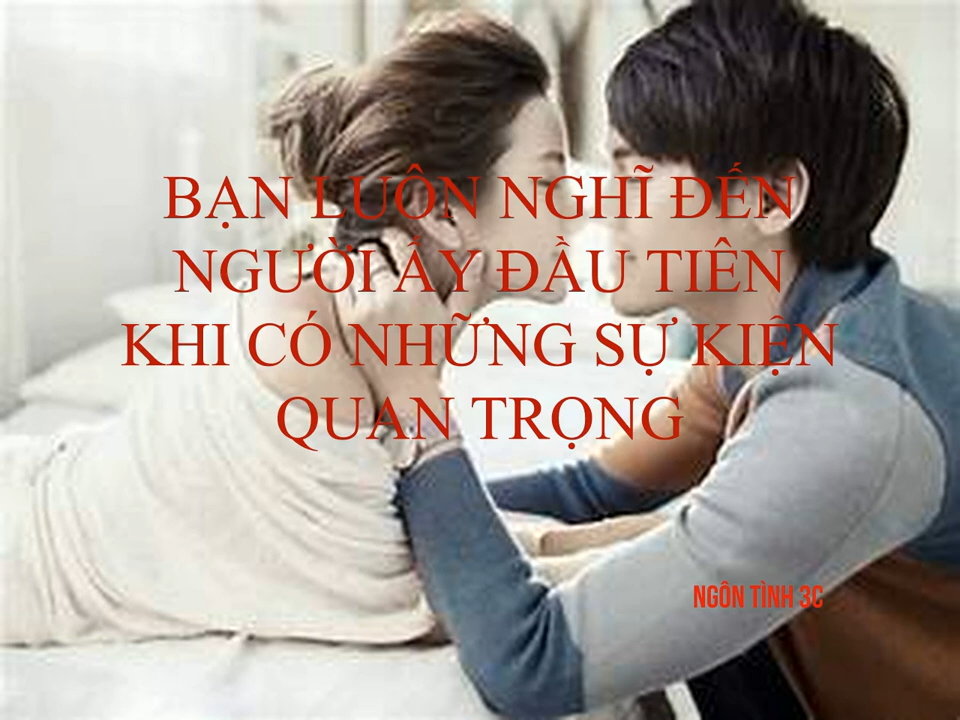 BẠN LUÔN NGHĨ ĐẾN
NGƯỜI ẤY ĐẦU TIÊN
KHI CÓ NHỮNG SỰ KIỆN
QUAN TRỌNG
NGÔN TÌNH 3C